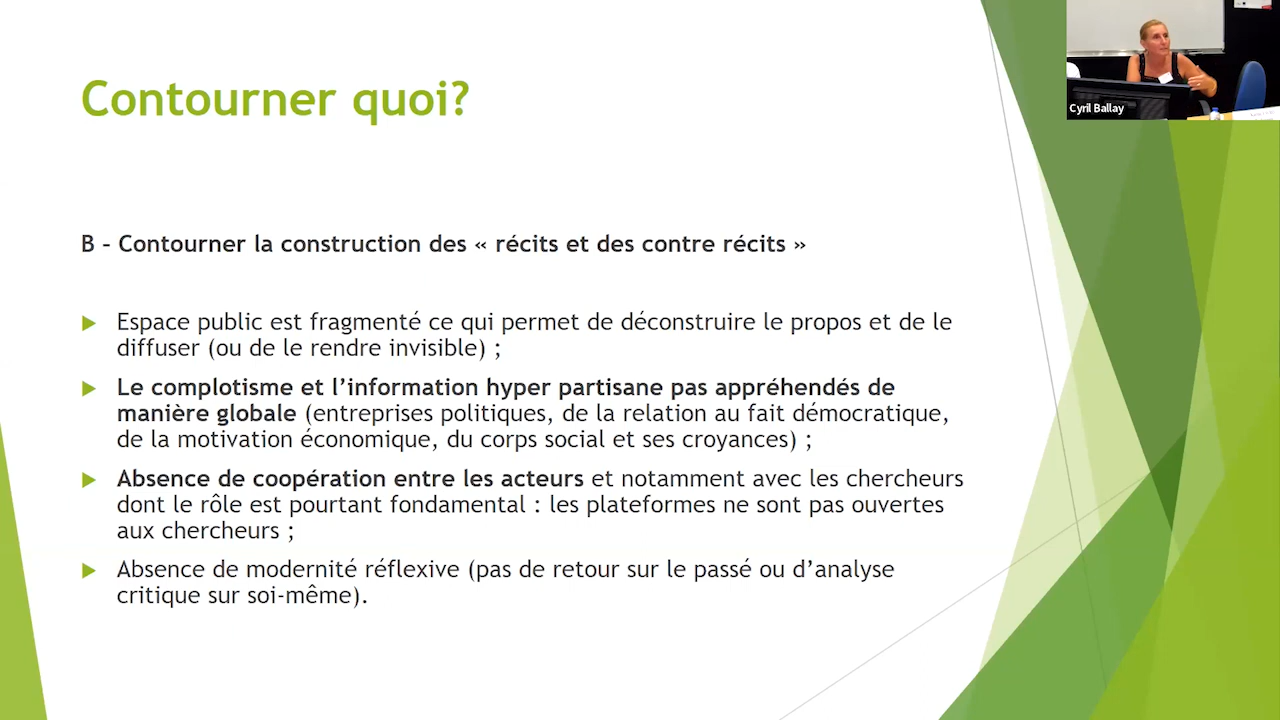 Contourner quoi?
Cyril Ballay
B – Contourner la construction des « récits et des contre récits »
Espace public est fragmenté ce qui permet de déconstruire le propos et de le
diffuser (ou de le rendre invisible) ;
Le complotisme et l’information hyper partisane pas appréhendés de
manière globale (entreprises politiques, de la relation au fait démocratique,
de la motivation économique, du corps social et ses croyances) ;
Absence de coopération entre les acteurs et notamment avec les chercheurs
dont le rôle est pourtant fondamental : les plateformes ne sont pas ouvertes
aux chercheurs ;
Absence de modernité réflexive (pas de retour sur le passé ou d’analyse
critique sur soi-même).